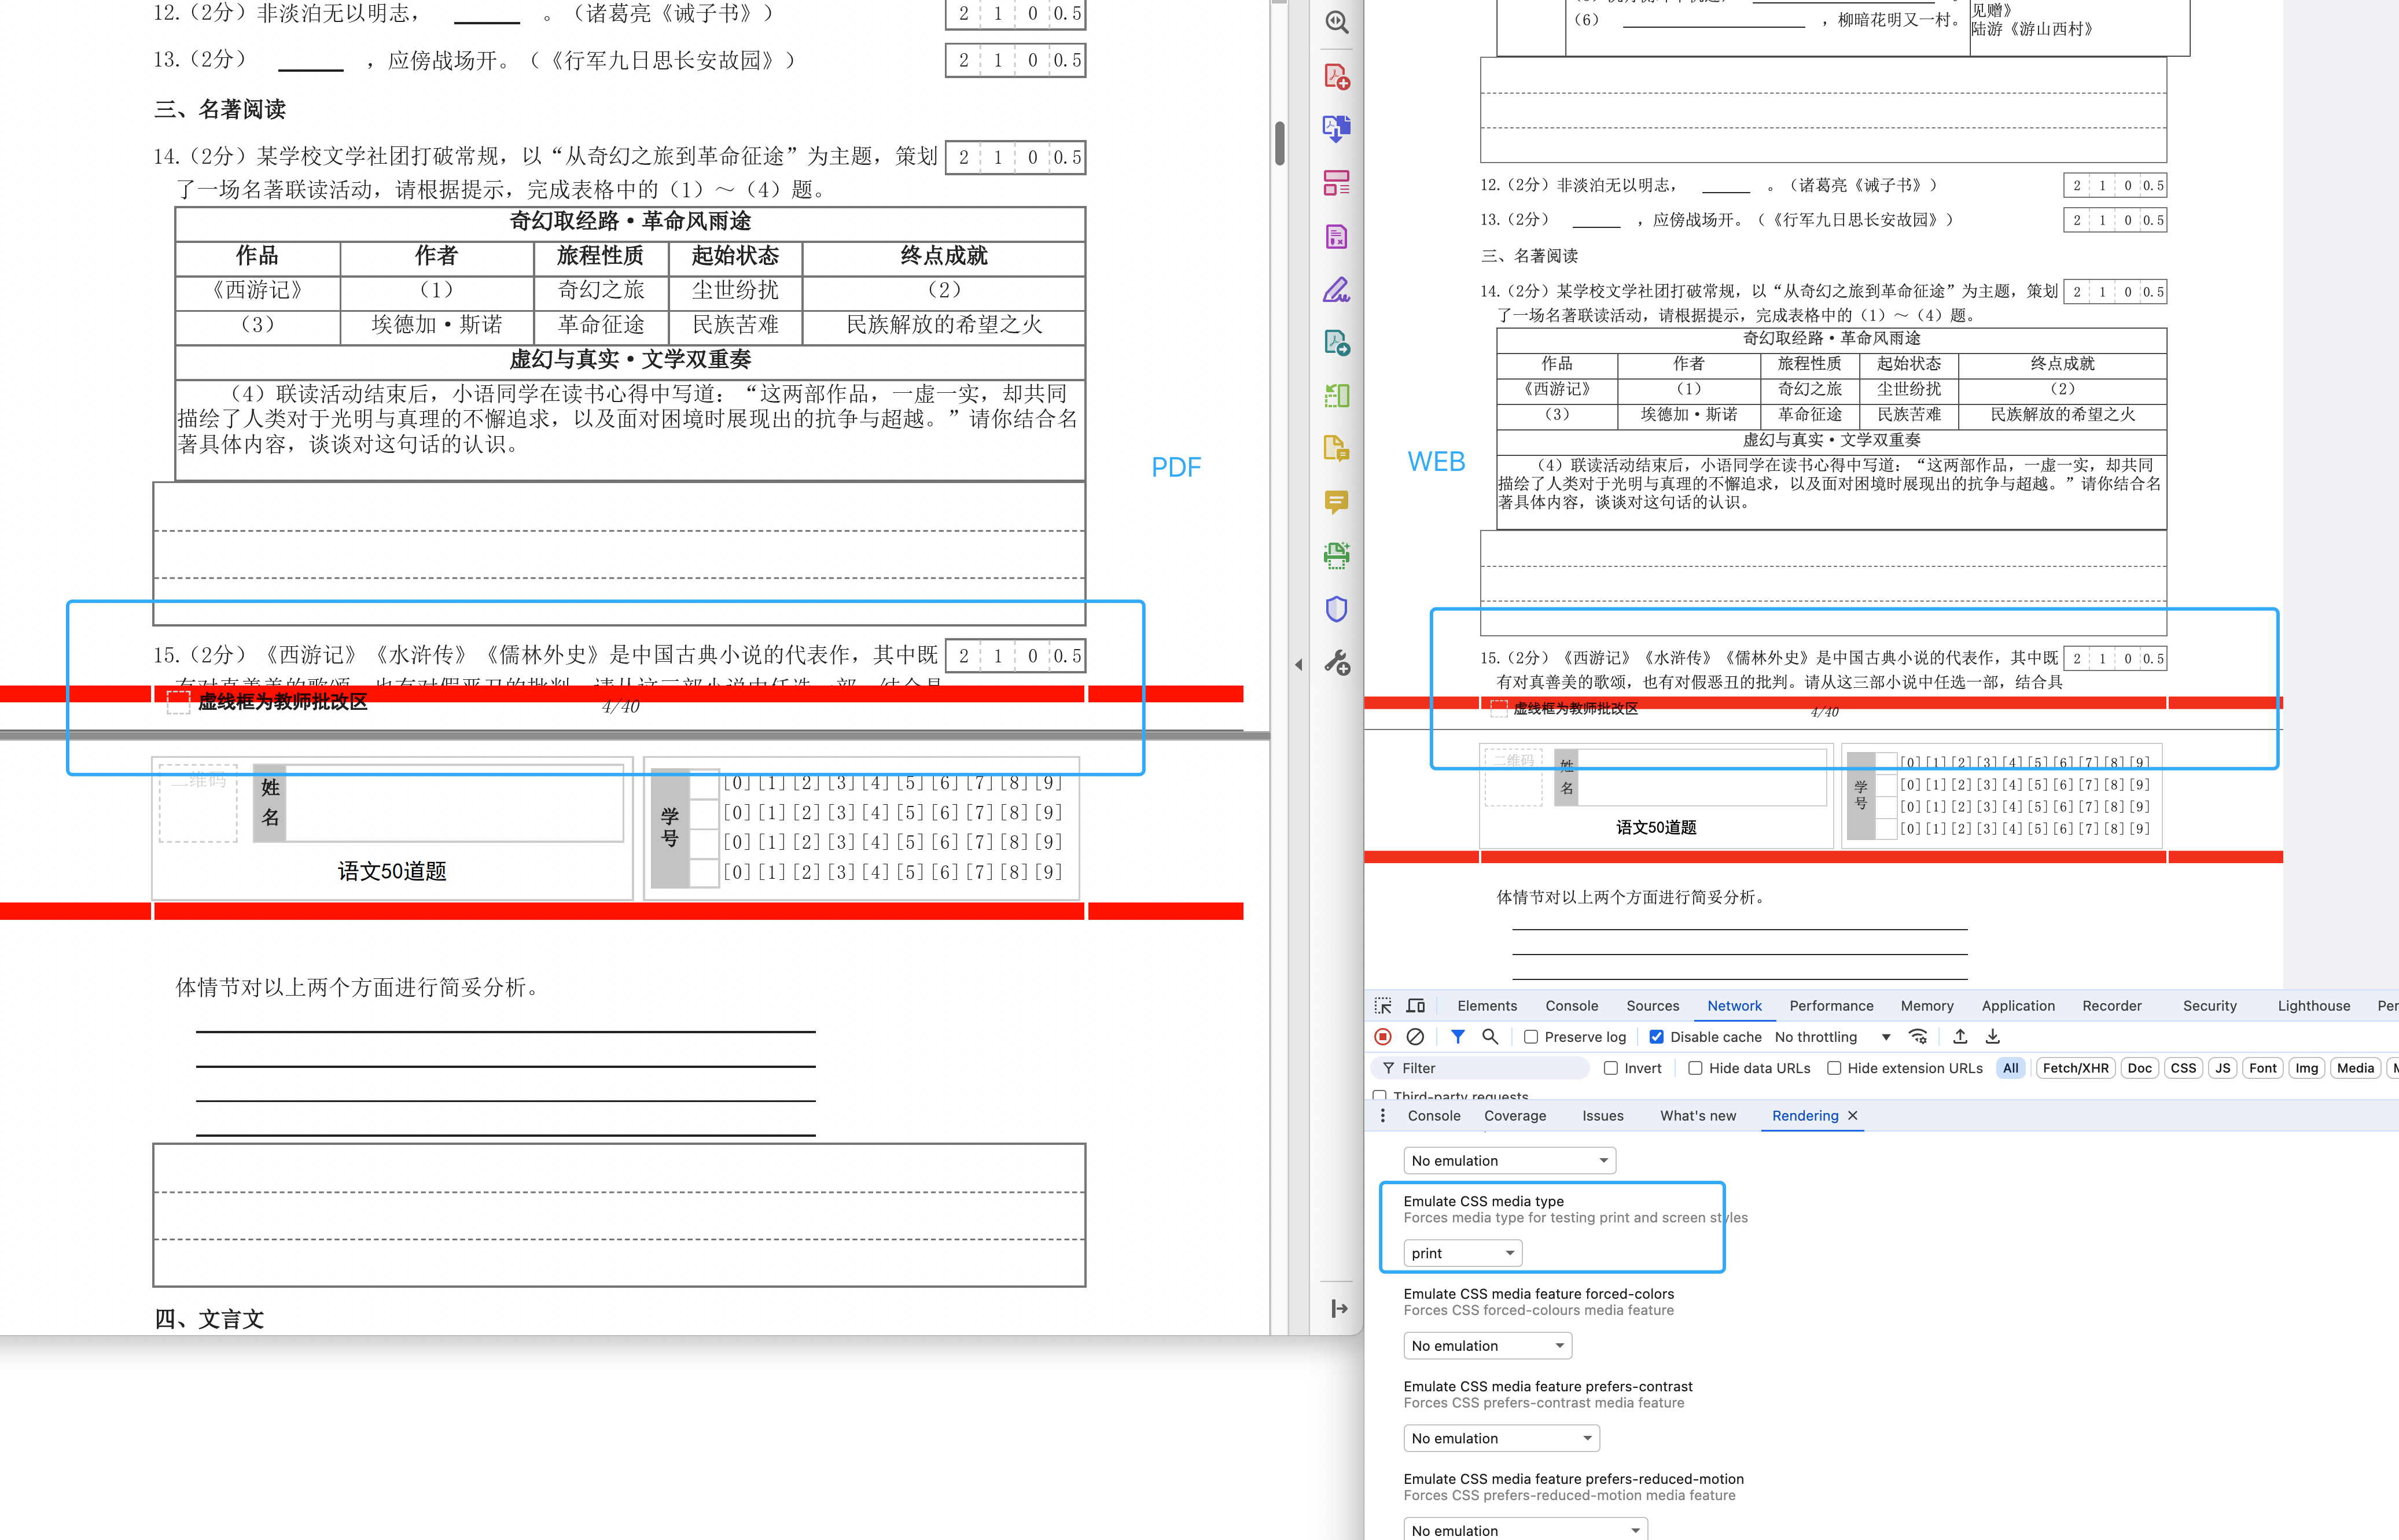 12.（2分）非淡泊无以明志，_____。（诸葛亮《诫子书》）
2 1 0 0.5
13.（2分）_____，应傍战场开。（《行军九日思长安故园》）
2 1 0 0.5
三、名著阅读
14.（2分）某学校文学社团打破常规，以“从奇幻之旅到革命征途”为主题，策划
2 1 0 0.5
了一场名著联读活动，请根据提示，完成表格中的（1）～（4）题。
奇幻取经路·革命风雨途
作品 作者 旅程性质 起始状态 终点成就
《西游记》 （1） 奇幻之旅 尘世纷扰 （2）
（3） 埃德加·斯诺 革命征途 民族苦难 民族解放的希望之火
虚幻与真实·文学双重奏
（4）联读活动结束后，小语同学在读书心得中写道：“这两部作品，一虚一实，却共同
描绘了人类对于光明与真理的不懈追求，以及面对困境时展现出的抗争与超越。”请你结合名
著具体内容，谈谈对这句话的认识。
PDF
15.（2分）《西游记》《水浒传》《儒林外史》是中国古典小说的代表作，其中既
2 1 0 0.5
有对真善美的歌颂，也有对假恶丑的批判。请从这三部小说中任选一部，结合具
虚线框为教师批改区
4/40
二维码
姓名
语文50道题
学号
[0] [1] [2] [3] [4] [5] [6] [7] [8] [9]
[0] [1] [2] [3] [4] [5] [6] [7] [8] [9]
[0] [1] [2] [3] [4] [5] [6] [7] [8] [9]
[0] [1] [2] [3] [4] [5] [6] [7] [8] [9]
体情节对以上两个方面进行简要分析。
四、文言文
（6）_____，柳暗花明又一村。
见赠》
陆游《游山西村》
12.（2分）非淡泊无以明志，_____。（诸葛亮《诫子书》）
2 1 0 0.5
13.（2分）_____，应傍战场开。（《行军九日思长安故园》）
2 1 0 0.5
三、名著阅读
14.（2分）某学校文学社团打破常规，以“从奇幻之旅到革命征途”为主题，策划
2 1 0 0.5
了一场名著联读活动，请根据提示，完成表格中的（1）～（4）题。
奇幻取经路·革命风雨途
作品 作者 旅程性质 起始状态 终点成就
《西游记》 （1） 奇幻之旅 尘世纷扰 （2）
（3） 埃德加·斯诺 革命征途 民族苦难 民族解放的希望之火
虚幻与真实·文学双重奏
（4）联读活动结束后，小语同学在读书心得中写道：“这两部作品，一虚一实，却共同
描绘了人类对于光明与真理的不懈追求，以及面对困境时展现出的抗争与超越。”请你结合名
著具体内容，谈谈对这句话的认识。
WEB
15.（2分）《西游记》《水浒传》《儒林外史》是中国古典小说的代表作，其中既
2 1 0 0.5
有对真善美的歌颂，也有对假恶丑的批判。请从这三部小说中任选一部，结合具
虚线框为教师批改区
4/40
二维码
姓名
语文50道题
学号
[0] [1] [2] [3] [4] [5] [6] [7] [8] [9]
[0] [1] [2] [3] [4] [5] [6] [7] [8] [9]
[0] [1] [2] [3] [4] [5] [6] [7] [8] [9]
[0] [1] [2] [3] [4] [5] [6] [7] [8] [9]
体情节对以上两个方面进行简要分析。
Elements Console Sources Network Performance Memory Application Recorder Security Lighthouse
Preserve log Disable cache No throttling
Filter Invert Hide data URLs Hide extension URLs All Fetch/XHR Doc CSS JS Font Img Media
Third-party requests
Console Coverage Issues What's new Rendering
No emulation
Emulate CSS media type
Forces media type for testing print and screen styles
print
Emulate CSS media feature forced-colors
Forces CSS forced-colours media feature
No emulation
Emulate CSS media feature prefers-contrast
Forces CSS prefers-contrast media feature
No emulation
Emulate CSS media feature prefers-reduced-motion
Forces CSS prefers-reduced-motion media feature
No emulation